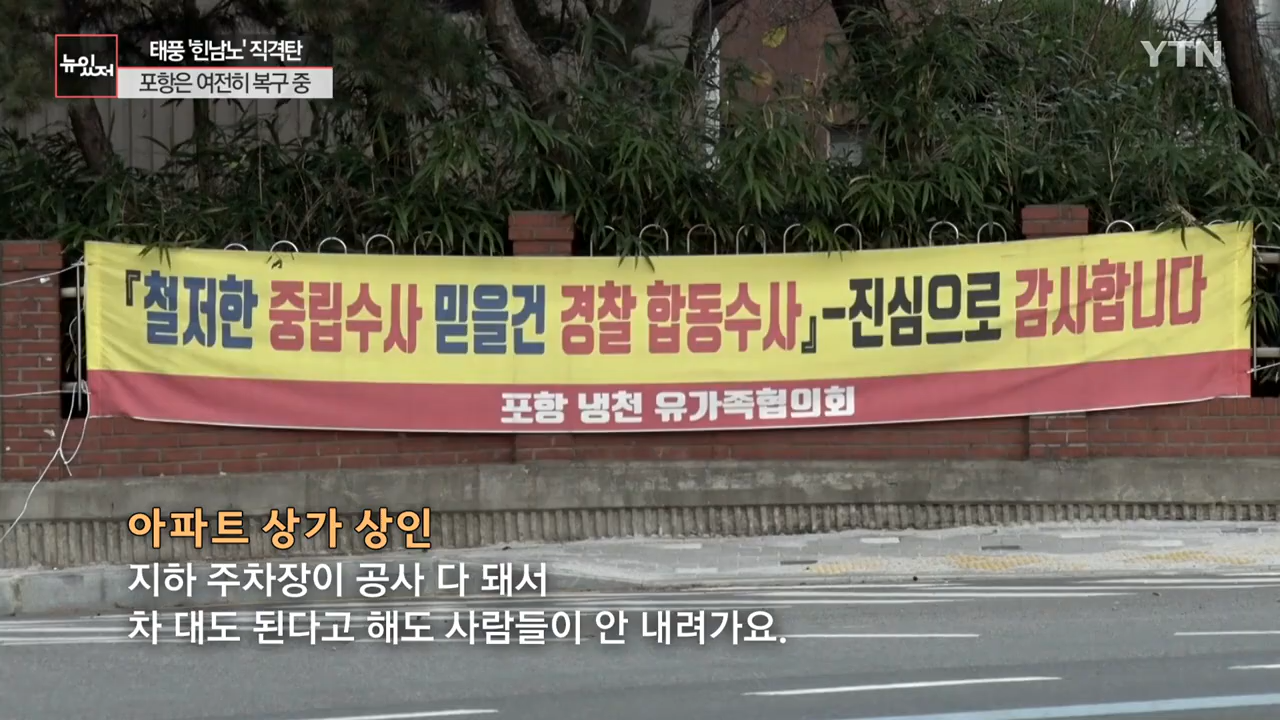 뉴있저
태풍 '힌남노' 직격탄
포항은 여전히 복구 중
YTN
『철저한 중립수사 믿을건 경찰 합동수사』-진심으로 감사합니다
포항 냉천 유가족협의회
아파트 상가 상인
지하 주차장이 공사 다 돼서
차 대도 된다고 해도 사람들이 안 내려가요.